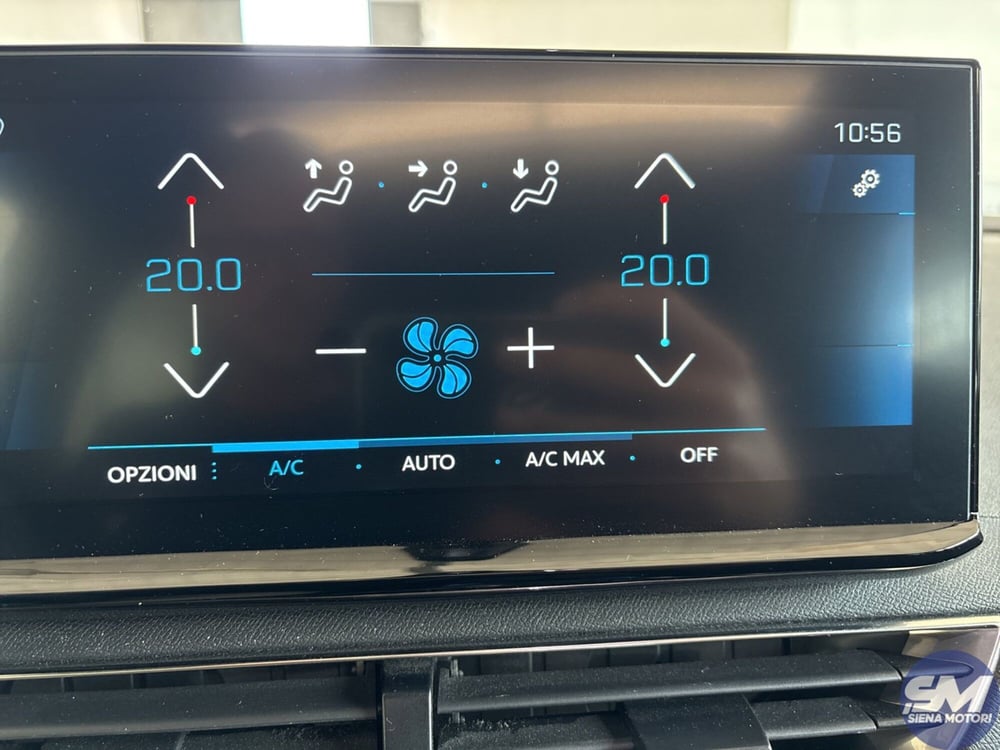 10:56
20.0
20.0
OPZIONI A/C AUTO A/C MAX OFF
SM
SIENA MOTORI